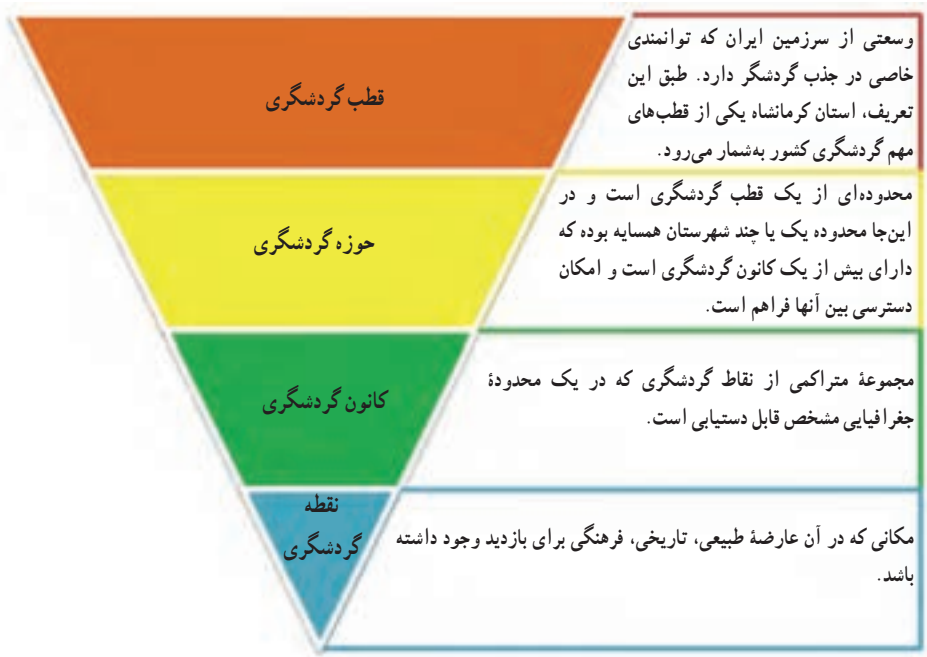 قطب گردشگری
وسعتی از سرزمین ایران که توانمندی
خاصی در جذب گردشگر دارد. طبق این
تعریف، استان کرمانشاه یکی از قطب‌های
مهم گردشگری کشور به‌شمار می‌رود.
حوزه گردشگری
محدوده‌ای از یک قطب گردشگری است و در
این‌جا محدوده یک یا چند شهرستان همسایه بوده که
دارای بیش از یک کانون گردشگری است و امکان
دسترسی بین آنها فراهم است.
کانون گردشگری
مجموعهٔ متراکمی از نقاط گردشگری که در یک محدودهٔ
جغرافیایی مشخص قابل دستیابی است.
نقطه
گردشگری
مکانی که در آن عارضهٔ طبیعی، تاریخی، فرهنگی برای بازدید وجود داشته
باشد.